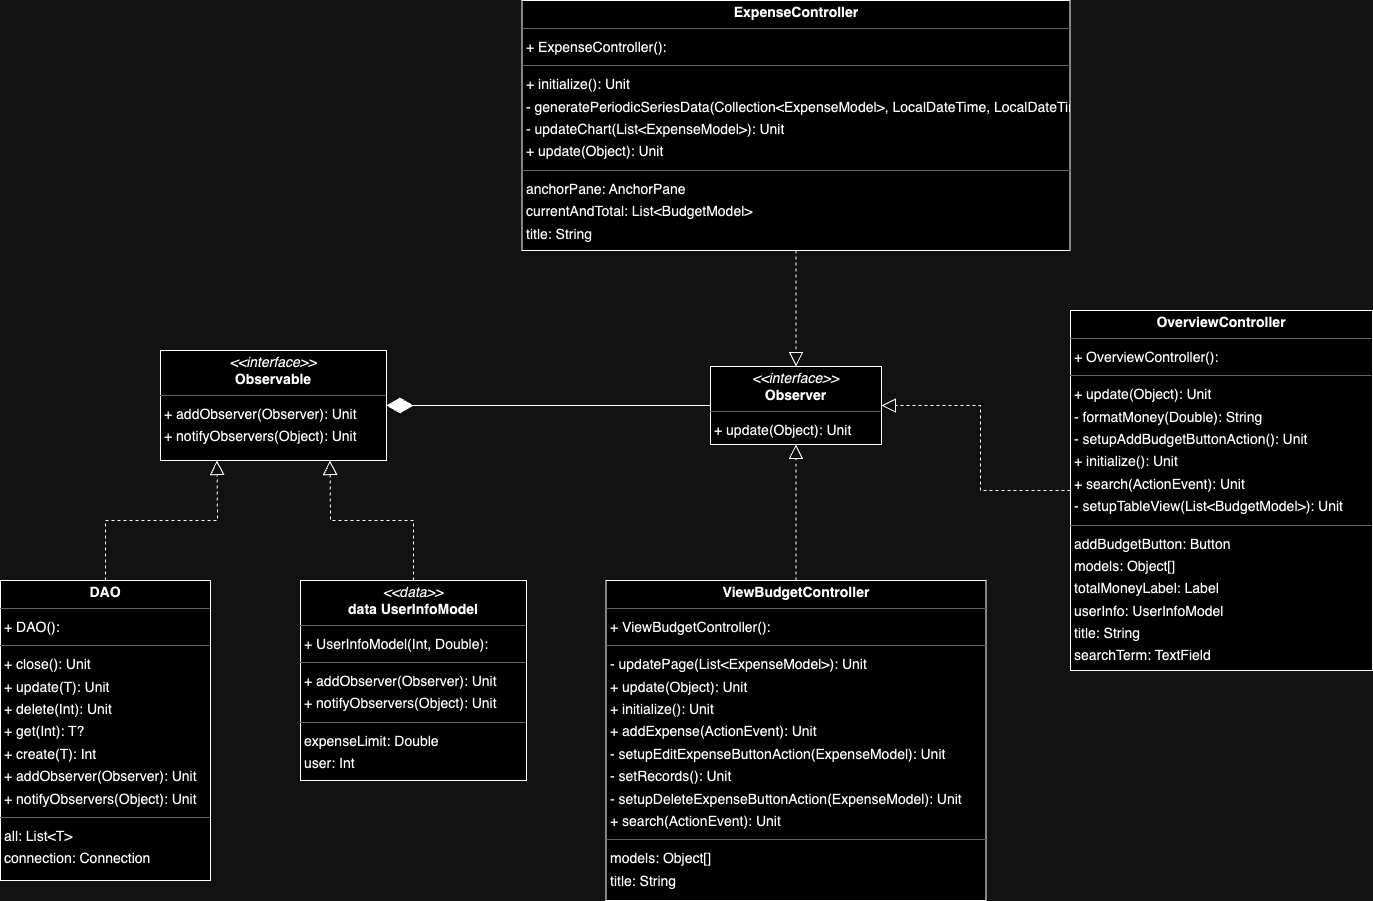 ExpenseController
+ ExpenseController():
+ initialize(): Unit
- generatePeriodicSeriesData(Collection<ExpenseModel>, LocalDateTime, LocalDateTi
- updateChart(List<ExpenseModel>): Unit
+ update(Object): Unit
anchorPane: AnchorPane
currentAndTotal: List<BudgetModel>
title: String
<<interface>>
Observable
+ addObserver(Observer): Unit
+ notifyObservers(Object): Unit
<<interface>>
Observer
+ update(Object): Unit
OverviewController
+ OverviewController():
+ update(Object): Unit
- formatMoney(Double): String
- setupAddBudgetButtonAction(): Unit
+ initialize(): Unit
+ search(ActionEvent): Unit
- setupTableView(List<BudgetModel>): Unit
addBudgetButton: Button
models: Object[]
totalMoneyLabel: Label
userInfo: UserInfoModel
title: String
searchTerm: TextField
DAO
+ DAO():
+ close(): Unit
+ update(T): Unit
+ delete(Int): Unit
+ get(Int): T?
+ create(T): Int
+ addObserver(Observer): Unit
+ notifyObservers(Object): Unit
all: List<T>
connection: Connection
<<data>>
data UserInfoModel
+ UserInfoModel(Int, Double):
+ addObserver(Observer): Unit
+ notifyObservers(Object): Unit
expenseLimit: Double
user: Int
ViewBudgetController
+ ViewBudgetController():
- updatePage(List<ExpenseModel>): Unit
+ update(Object): Unit
+ initialize(): Unit
+ addExpense(ActionEvent): Unit
- setupEditExpenseButtonAction(ExpenseModel): Unit
- setRecords(): Unit
- setupDeleteExpenseButtonAction(ExpenseModel): Unit
+ search(ActionEvent): Unit
models: Object[]
title: String